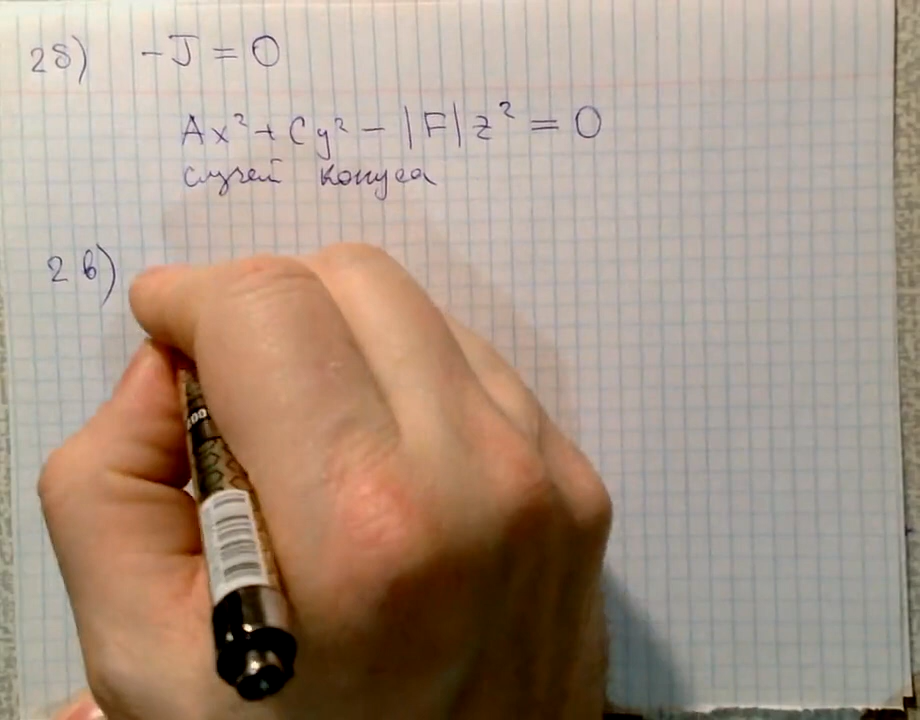 2б) -J = 0
Ax² + Cy² - |F|z² = 0
случай конуса
2в)